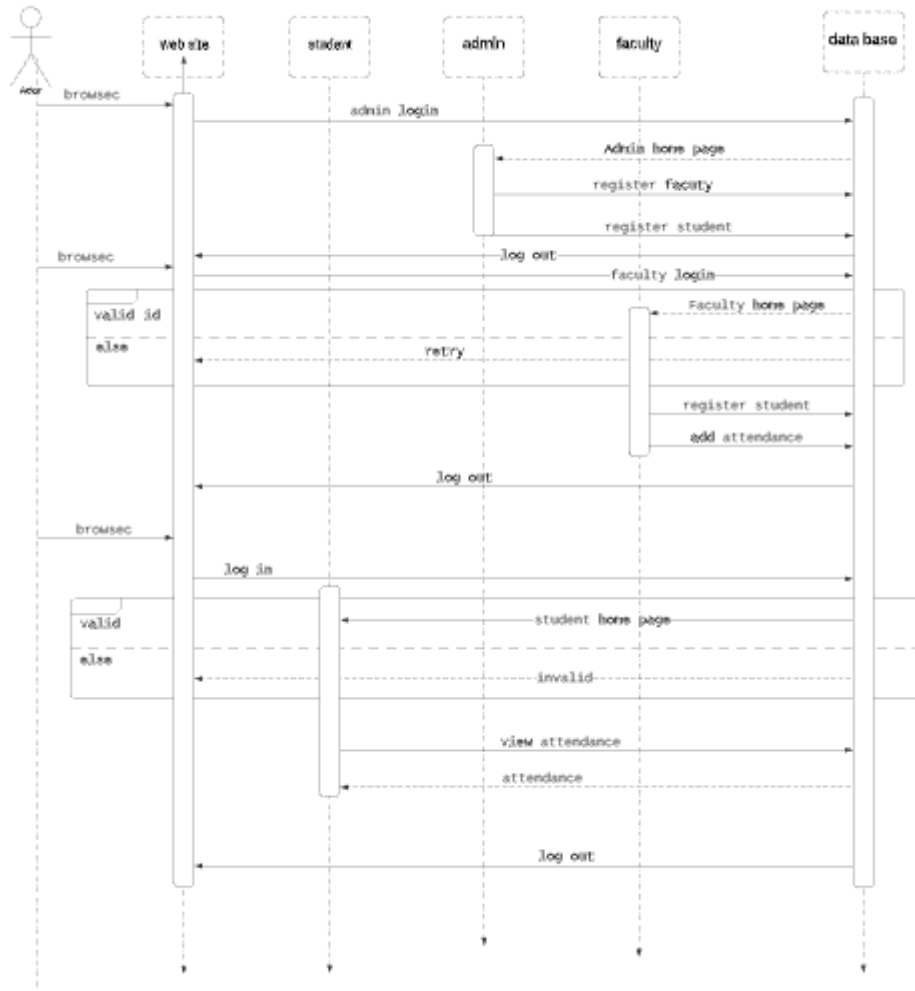 web site
student
admin
faculty
data base
Actor
browsec
admin login
Admin home page
register facuty
register student
log out
browsec
faculty login
valid id
Faculty home page
else
retry
register student
add attendance
log out
browsec
log in
valid
student home page
else
invalid
view attendance
attendance
log out